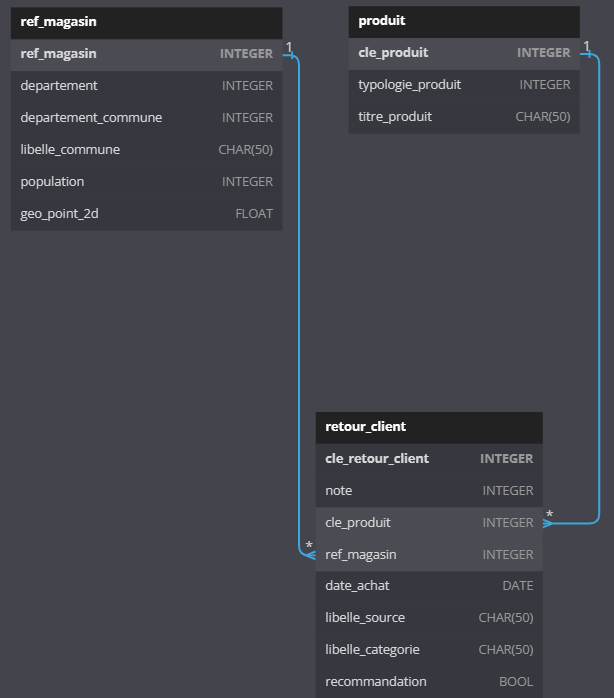 ref_magasin
ref_magasin INTEGER
departement INTEGER
departement_commune INTEGER
libelle_commune CHAR(50)
population INTEGER
geo_point_2d FLOAT
1
produit
cle_produit INTEGER
typologie_produit INTEGER
titre_produit CHAR(50)
1
retour_client
cle_retour_client INTEGER
note INTEGER
cle_produit INTEGER
ref_magasin INTEGER
date_achat DATE
libelle_source CHAR(50)
libelle_categorie CHAR(50)
recommandation BOOL
*
*